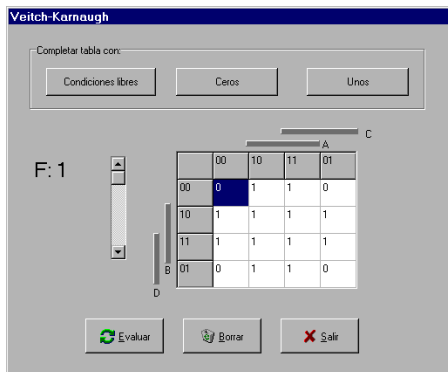 Veitch-Karnaugh
Completar tabla con:
Condiciones libres Ceros Unos
C
A
F: 1
00 10 11 01
00 0 1 1 0
10 1 1 1 1
11 1 1 1 1
01 0 1 1 0
B
D
Evaluar Borrar Salir